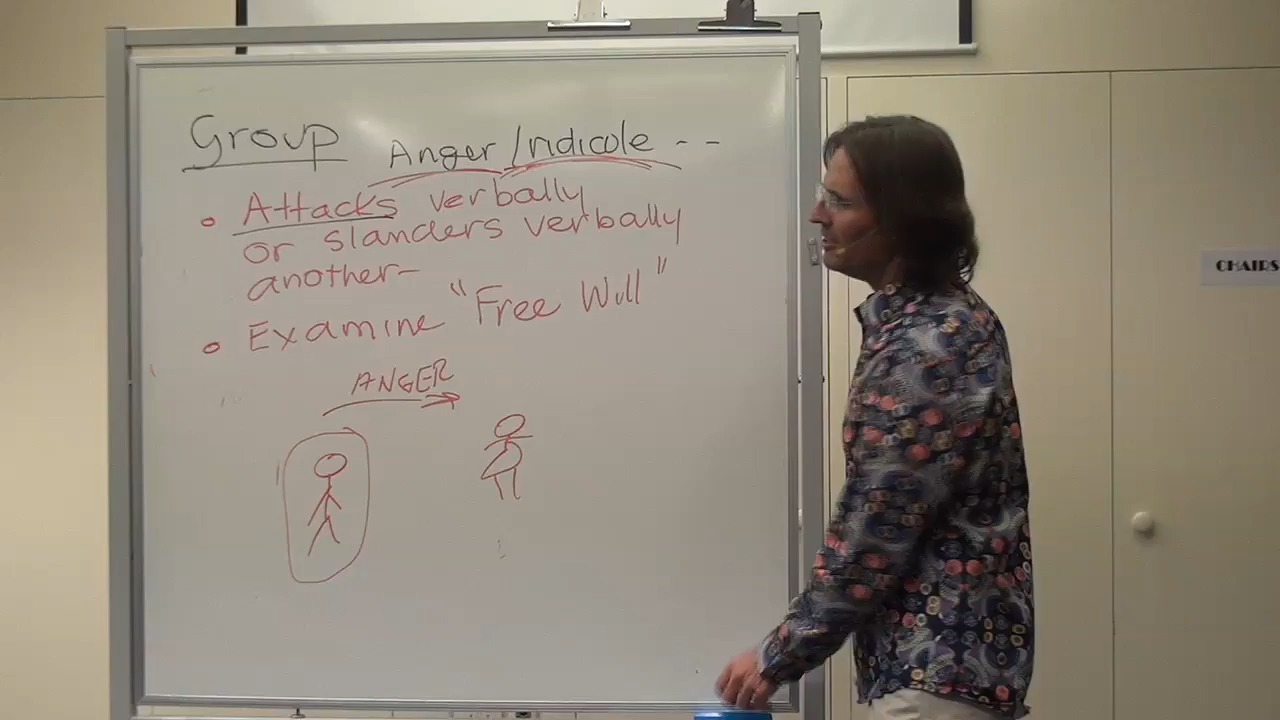 Group
Anger/ridicule --
• Attacks verbally
or slanders verbally
another-
• Examine "Free Will"
ANGER
CHAIRS